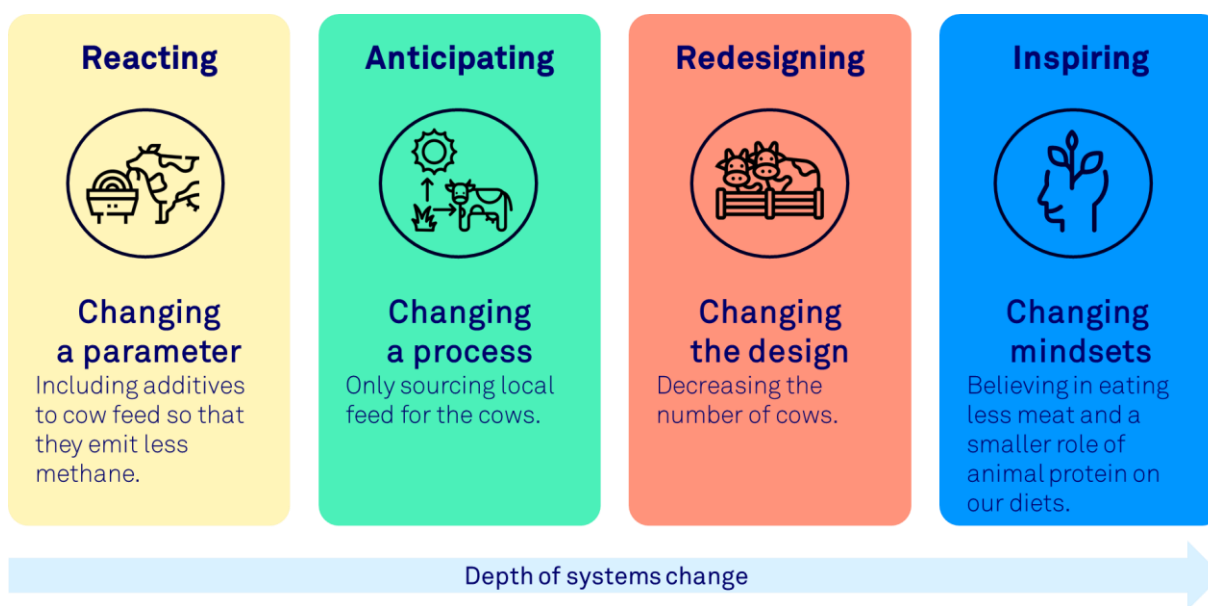 Reacting
Changing
a parameter
Including additives
to cow feed so that
they emit less
methane.
Anticipating
Changing
a process
Only sourcing local
feed for the cows.
Redesigning
Changing
the design
Decreasing the
number of cows.
Inspiring
Changing
mindsets
Believing in eating
less meat and a
smaller role of
animal protein on
our diets.
Depth of systems change